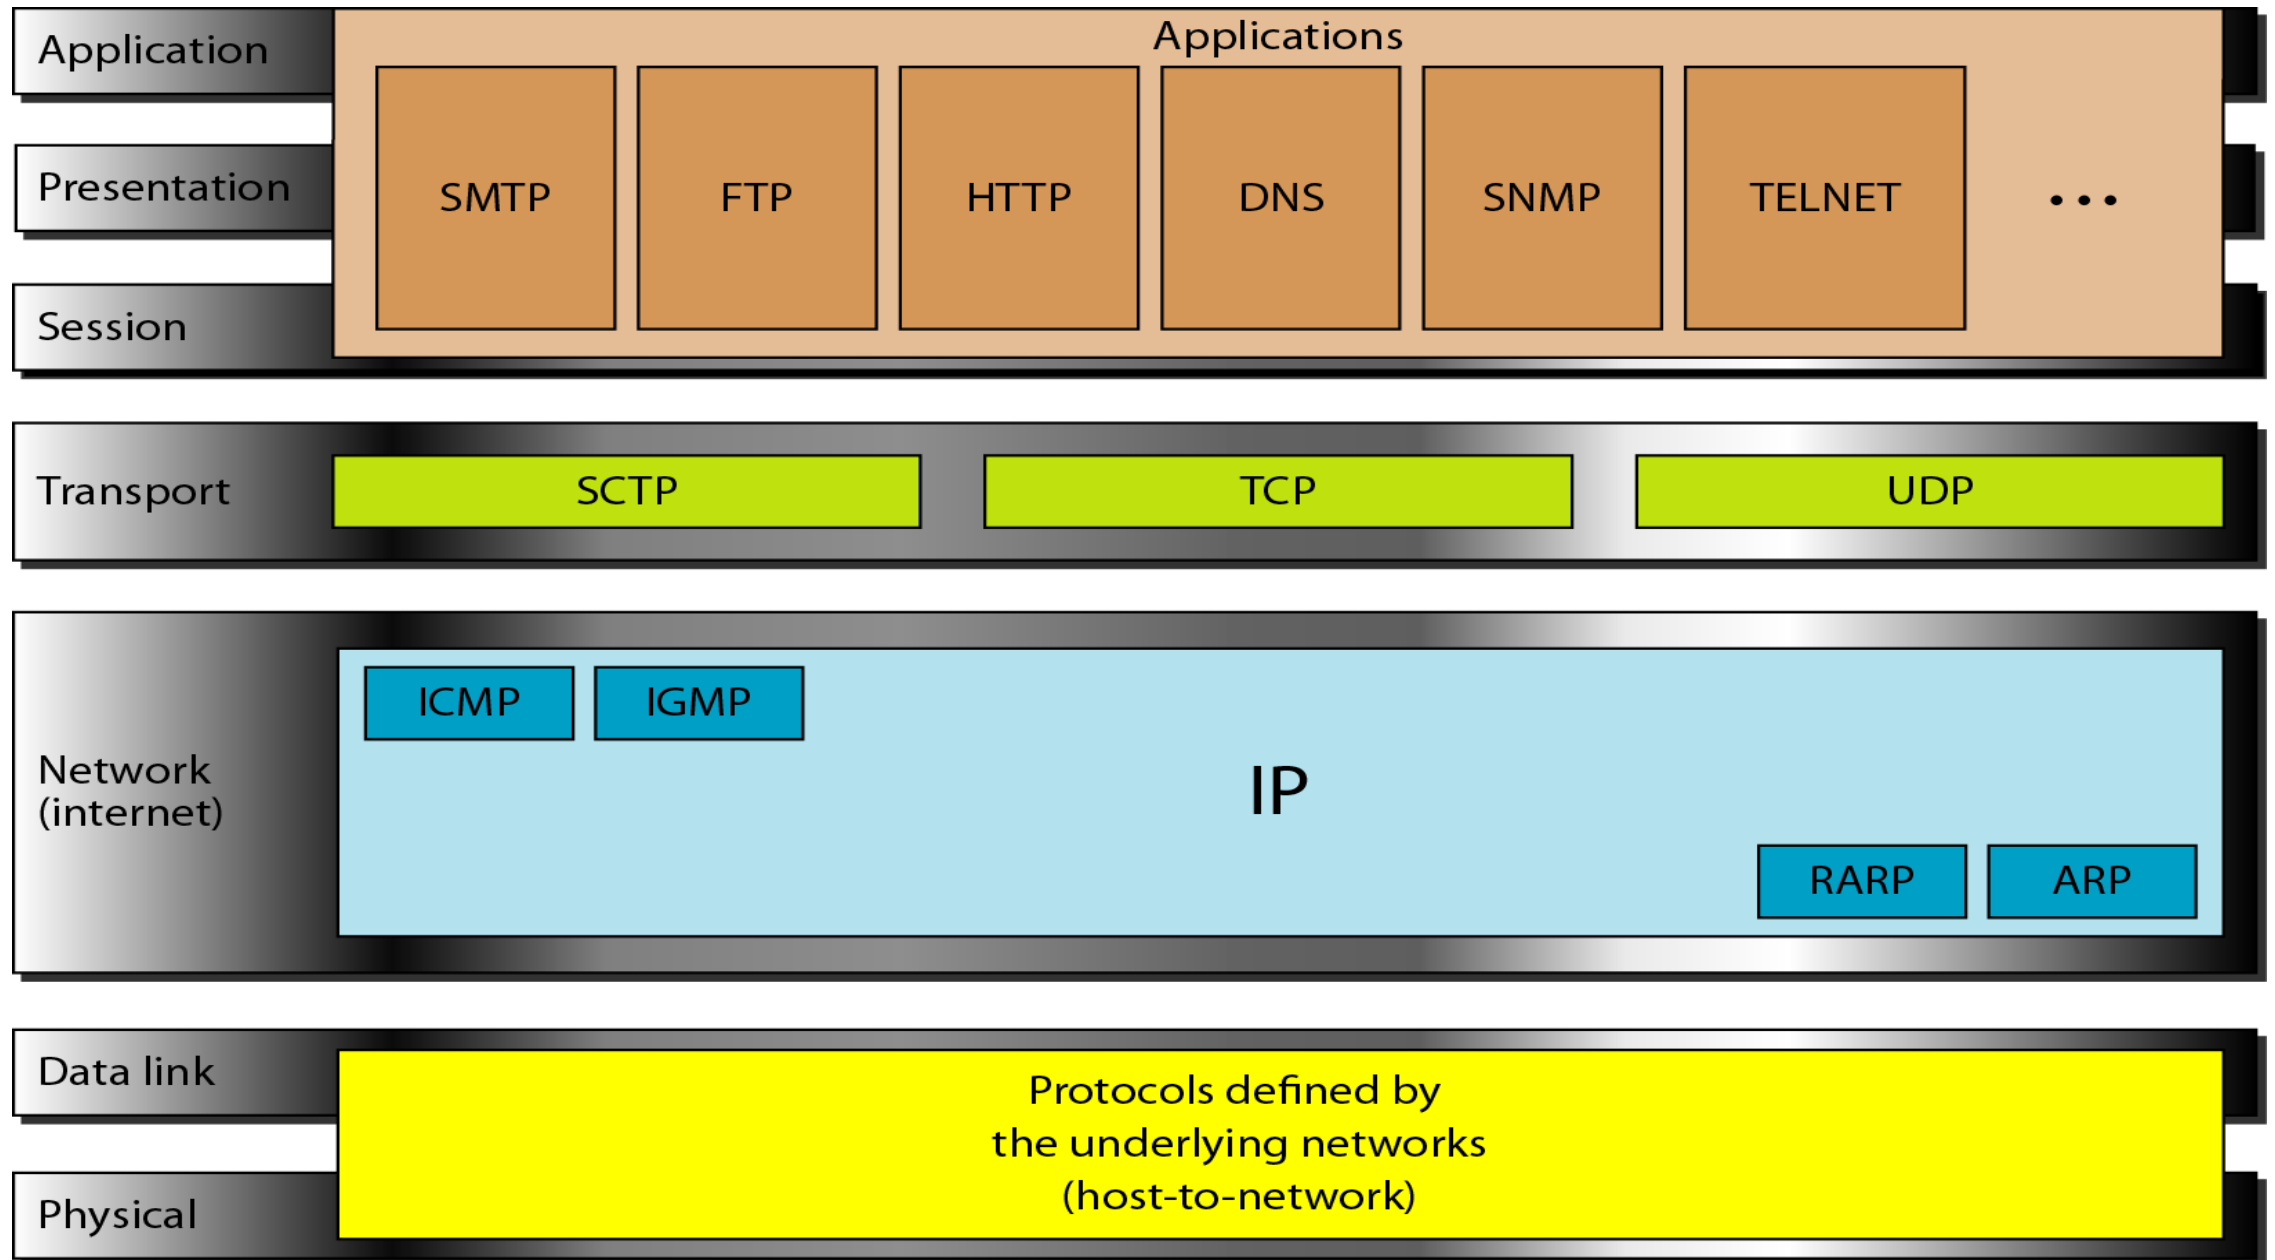 Application
Applications
Presentation
SMTP
FTP
HTTP
DNS
SNMP
TELNET
...
Session
Transport
SCTP
TCP
UDP
Network
(internet)
ICMP
IGMP
IP
RARP
ARP
Data link
Protocols defined by
the underlying networks
(host-to-network)
Physical